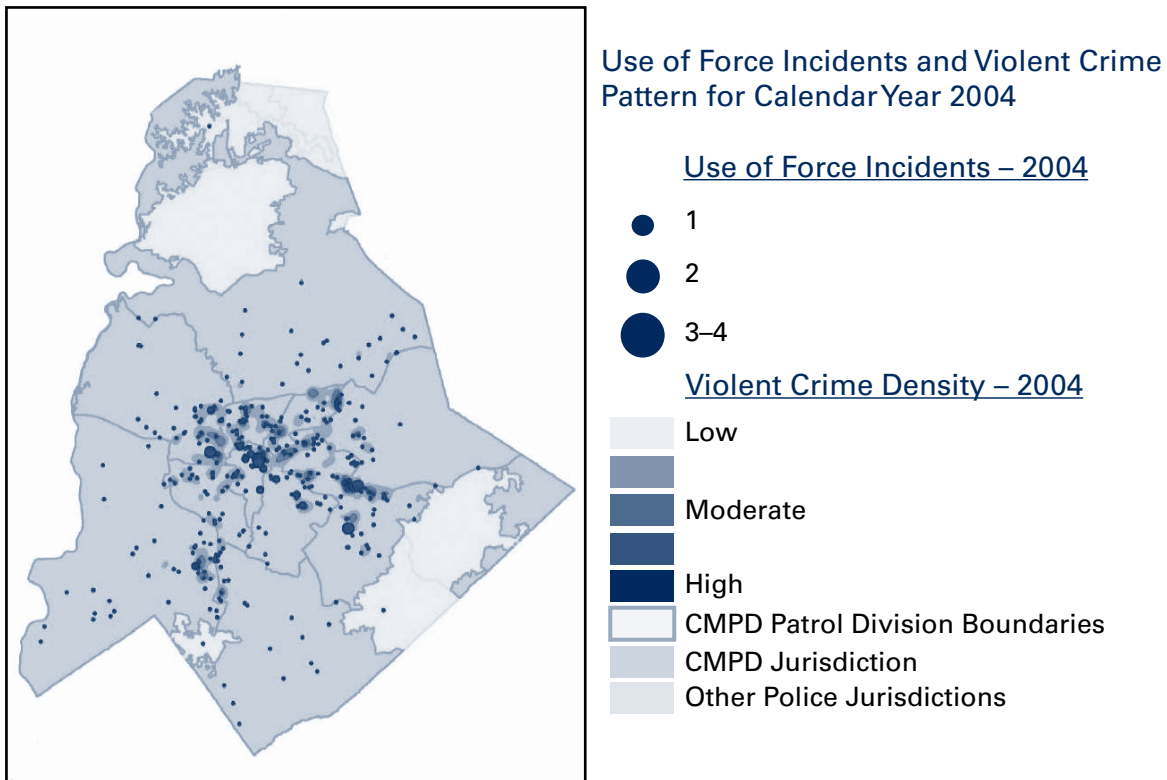 Use of Force Incidents and Violent Crime
Pattern for Calendar Year 2004
Use of Force Incidents – 2004
1
2
3–4
Violent Crime Density – 2004
Low
Moderate
High
CMPD Patrol Division Boundaries
CMPD Jurisdiction
Other Police Jurisdictions